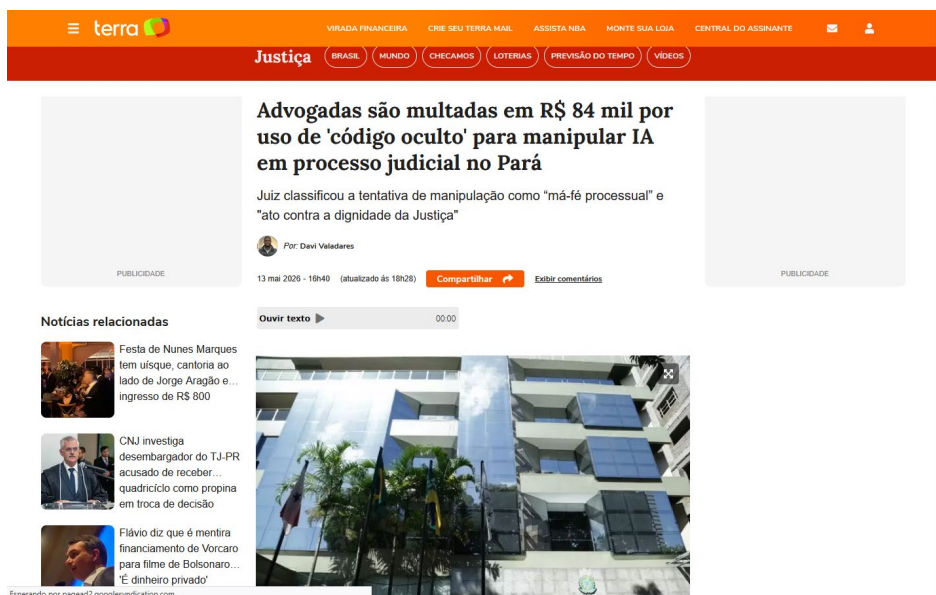 terra
VIRADA FINANCEIRA CRIE SEU TERRA MAIL ASSISTA NBA MONTE SUA LOJA CENTRAL DO ASSINANTE
Justiça BRASIL MUNDO CHECAMOS LOTERIAS PREVISÃO DO TEMPO VÍDEOS
Advogadas são multadas em R$ 84 mil por
uso de 'código oculto' para manipular IA
em processo judicial no Pará
Juiz classificou a tentativa de manipulação como “má-fé processual” e
"ato contra a dignidade da Justiça"
Por: Davi Valadares
13 mai 2026 - 16h40 (atualizado às 18h28) Compartilhar Exibir comentários
PUBLICIDADE
PUBLICIDADE
Ouvir texto 00:00
Notícias relacionadas
Festa de Nunes Marques
tem uísque, cantoria ao
lado de Jorge Aragão e...
ingresso de R$ 800
CNJ investiga
desembargador do TJ-PR
acusado de receber...
quadricíclo como propina
em troca de decisão
Flávio diz que é mentira
financiamento de Vorcaro
para filme de Bolsonaro...
'É dinheiro privado'
Esperando por pagead2.googlesyndication.com